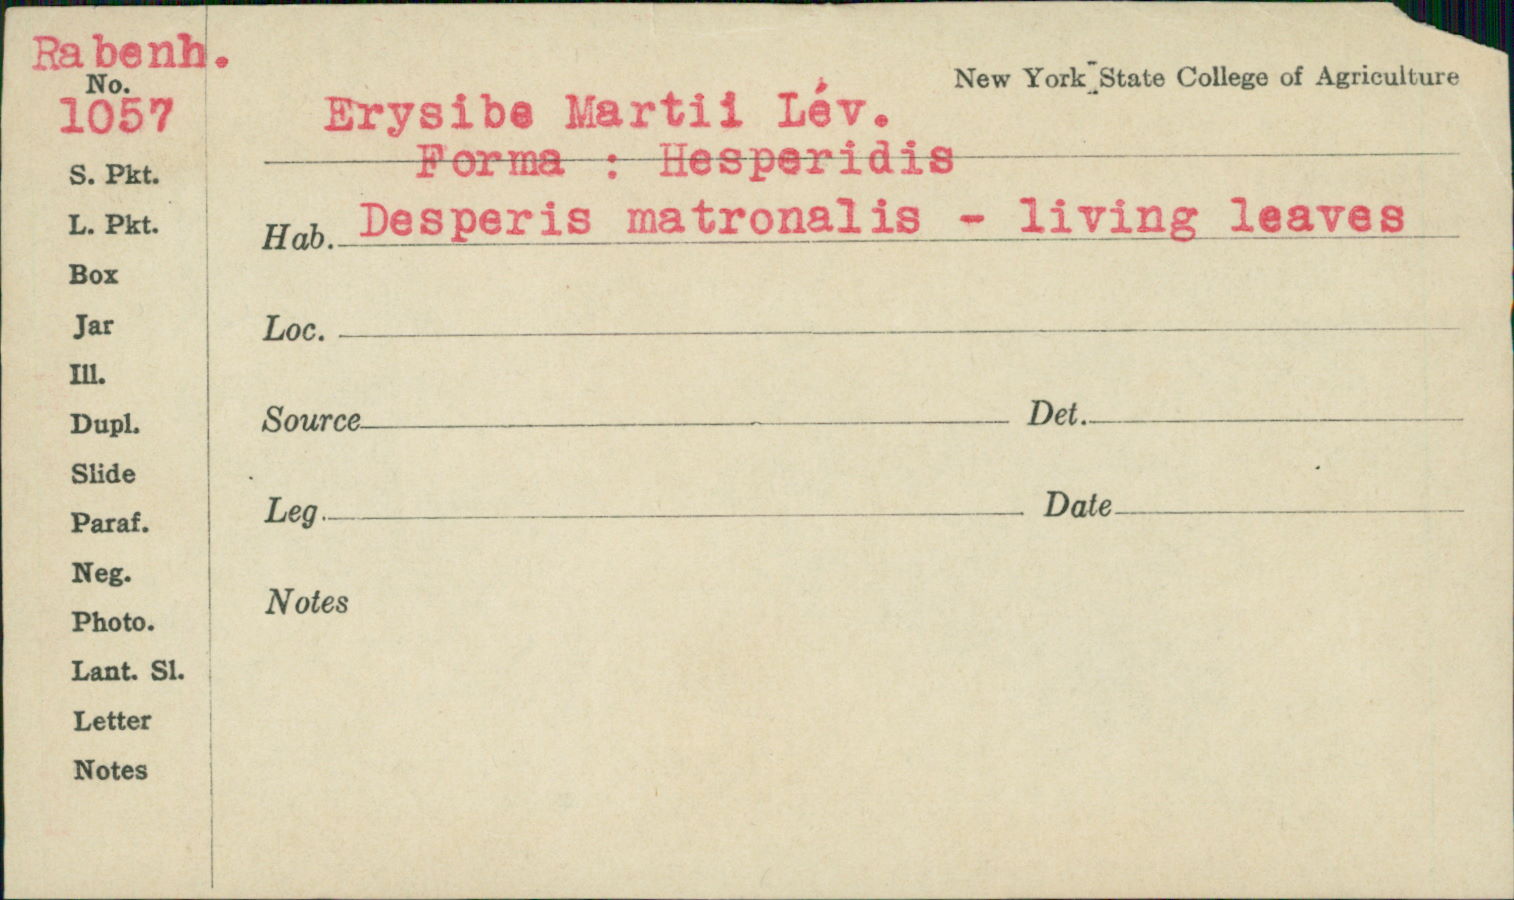 Rabenh.
No.
1057
S. Pkt.
L. Pkt.
Box
Jar
Ill.
Dupl.
Slide
Paraf.
Neg.
Photo.
Lant. Sl.
Letter
Notes
New York State College of Agriculture
Erysibe Martii Lév.
Forma : Hesperidis
Hab. Desperis matronalis - living leaves
Loc.
Source Det.
Leg. Date
Notes